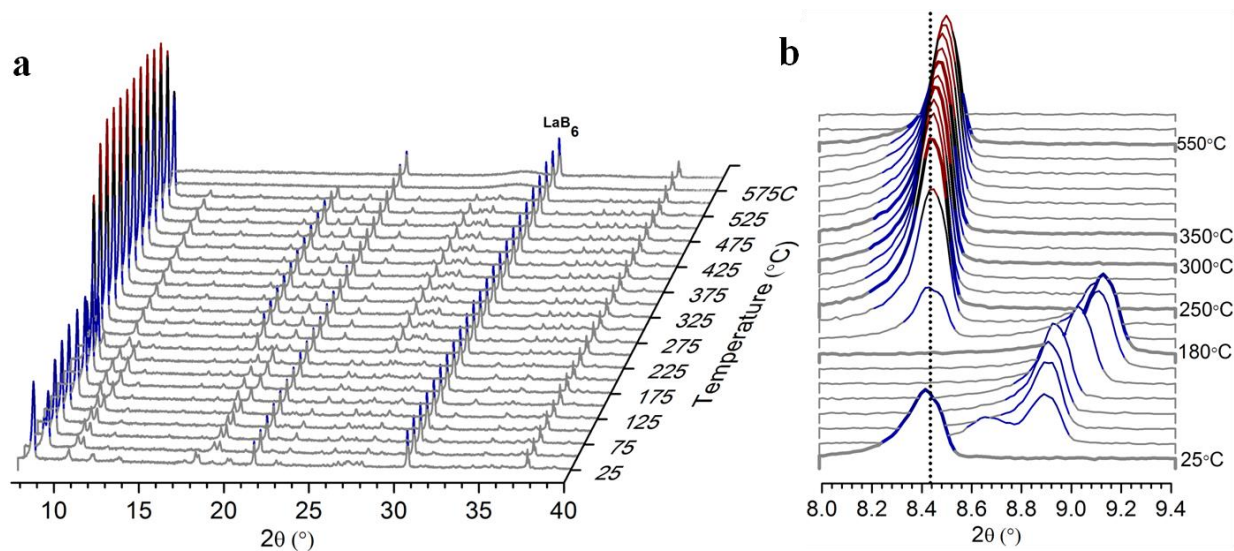 a
LaB6
575C
525
475
425
375
325
275
225
175
125
75
25
Temperature (°C)
10 15 20 25 30 35 40
2θ (°)
b
550°C
350°C
300°C
250°C
180°C
25°C
8.0 8.2 8.4 8.6 8.8 9.0 9.2 9.4
2θ (°)